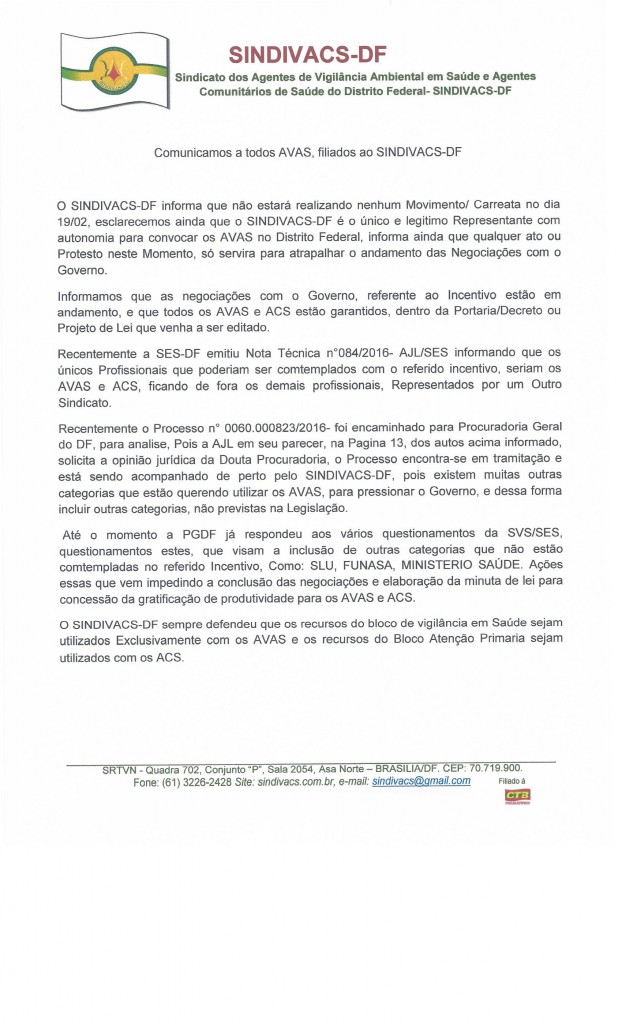 SINDIVACS-DF
Sindicato dos Agentes de Vigilância Ambiental em Saúde e Agentes
Comunitários de Saúde do Distrito Federal- SINDIVACS-DF
Comunicamos a todos AVAS, filiados ao SINDIVACS-DF
O SINDIVACS-DF informa que não estará realizando nenhum Movimento/ Carreata no dia
19/02, esclarecemos ainda que o SINDIVACS-DF é o único e legitimo Representante com
autonomia para convocar os AVAS no Distrito Federal, informa ainda que qualquer ato ou
Protesto neste Momento, só servira para atrapalhar o andamento das Negociações com o
Governo.
Informamos que as negociações com o Governo, referente ao Incentivo estão em
andamento, e que todos os AVAS e ACS estão garantidos, dentro da Portaria/Decreto ou
Projeto de Lei que venha a ser editado.
Recentemente a SES-DF emitiu Nota Técnica n°084/2016- AJL/SES informando que os
únicos Profissionais que poderiam ser comtemplados com o referido incentivo, seriam os
AVAS e ACS, ficando de fora os demais profissionais, Representados por um Outro
Sindicato.
Recentemente o Processo n° 0060.000823/2016- foi encaminhado para Procuradoria Geral
do DF, para analise, Pois a AJL em seu parecer, na Pagina 13, dos autos acima informado,
solicita a opinião jurídica da Douta Procuradoria, o Processo encontra-se em tramitação e
está sendo acompanhado de perto pelo SINDIVACS-DF, pois existem muitas outras
categorias que estão querendo utilizar os AVAS, para pressionar o Governo, e dessa forma
incluir outras categorias, não previstas na Legislação.
Até o momento a PGDF já respondeu aos vários questionamentos da SVS/SES,
questionamentos estes, que visam a inclusão de outras categorias que não estão
comtempladas no referido Incentivo, Como: SLU, FUNASA, MINISTERIO SAÚDE. Ações
essas que vem impedindo a conclusão das negociações e elaboração da minuta de lei para
concessão da gratificação de produtividade para os AVAS e ACS.
O SINDIVACS-DF sempre defendeu que os recursos do bloco de vigilância em Saúde sejam
utilizados Exclusivamente com os AVAS e os recursos do Bloco Atenção Primaria sejam
utilizados com os ACS.
SRTVN - Quadra 702, Conjunto "P", Sala 2054, Asa Norte – BRASILIA/DF. CEP: 70.719.900.
Fone: (61) 3226-2428 Site: sindivacs.com.br, e-mail: sindivacs@gmail.com
Filiado à
CTB